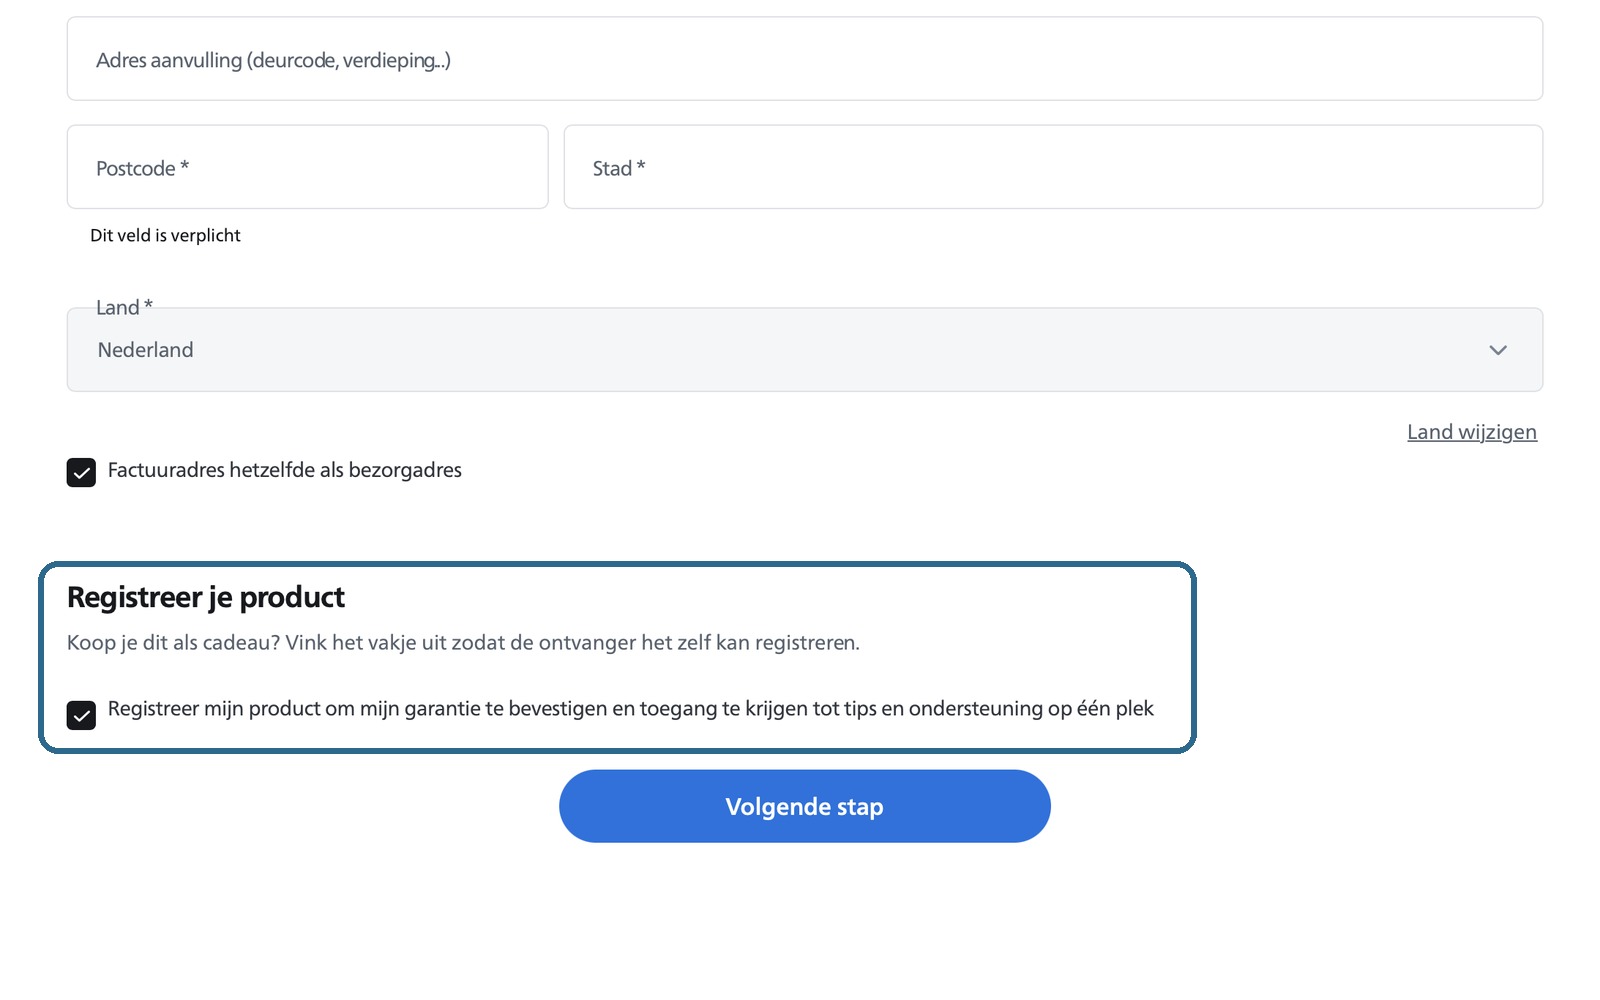 Adres aanvulling (deurcode, verdieping...)
Postcode *
Stad *
Dit veld is verplicht
Land *
Nederland
Land wijzigen
Factuuradres hetzelfde als bezorgadres
Registreer je product
Koop je dit als cadeau? Vink het vakje uit zodat de ontvanger het zelf kan registreren.
Registreer mijn product om mijn garantie te bevestigen en toegang te krijgen tot tips en ondersteuning op één plek
Volgende stap